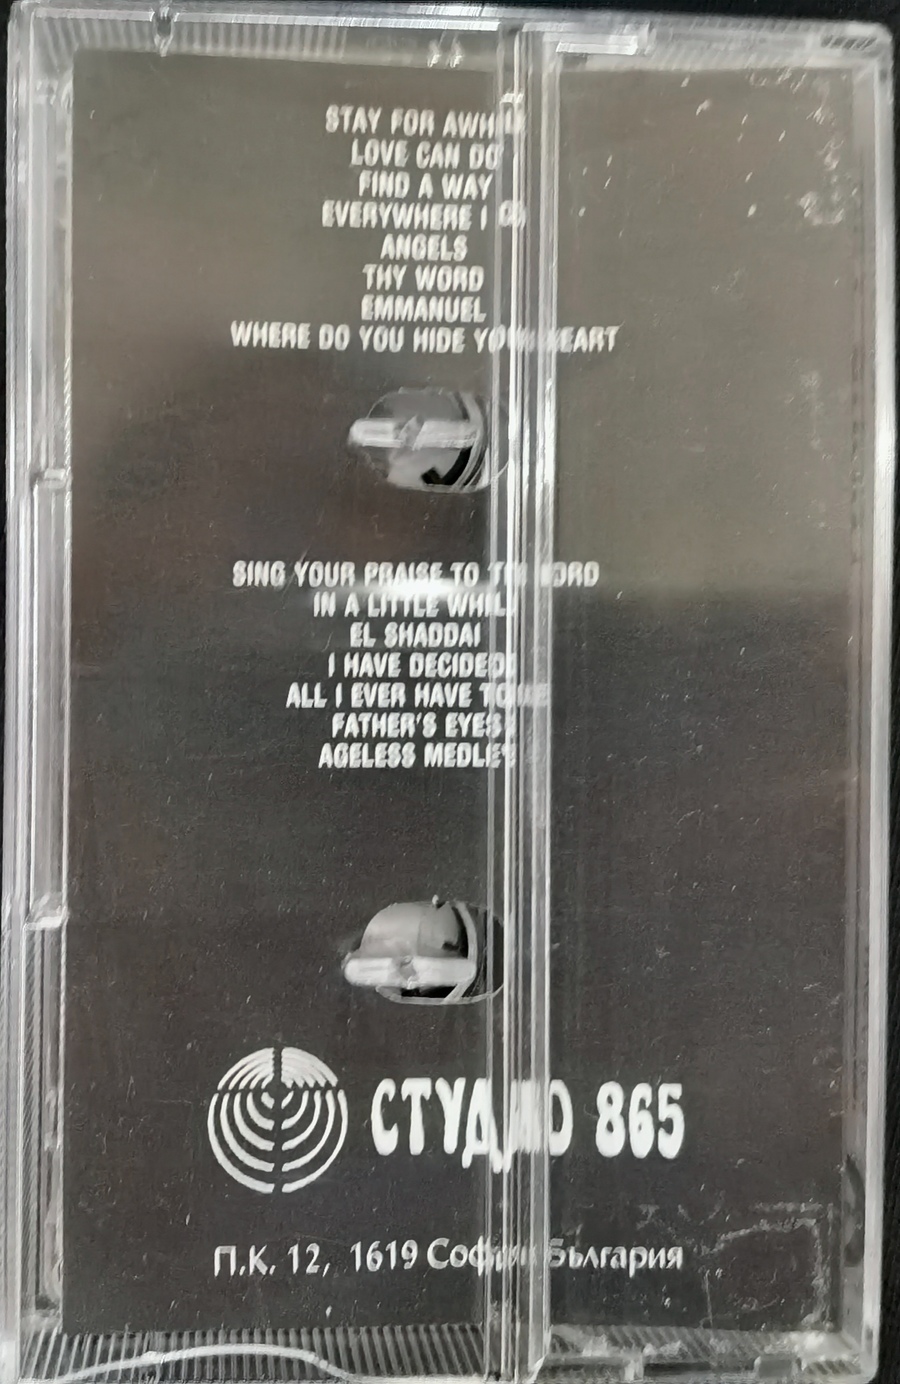 STAY FOR AWHILE
LOVE CAN DO
FIND A WAY
EVERYWHERE I GO
ANGELS
THY WORD
EMMANUEL
WHERE DO YOU HIDE YOUR HEART
SING YOUR PRAISE TO THE LORD
IN A LITTLE WHILE
EL SHADDAI
I HAVE DECIDED
ALL I EVER HAVE TO BE
FATHER'S EYES
AGELESS MEDLEY
СТУДИО 865
П.К. 12, 1619 София, България